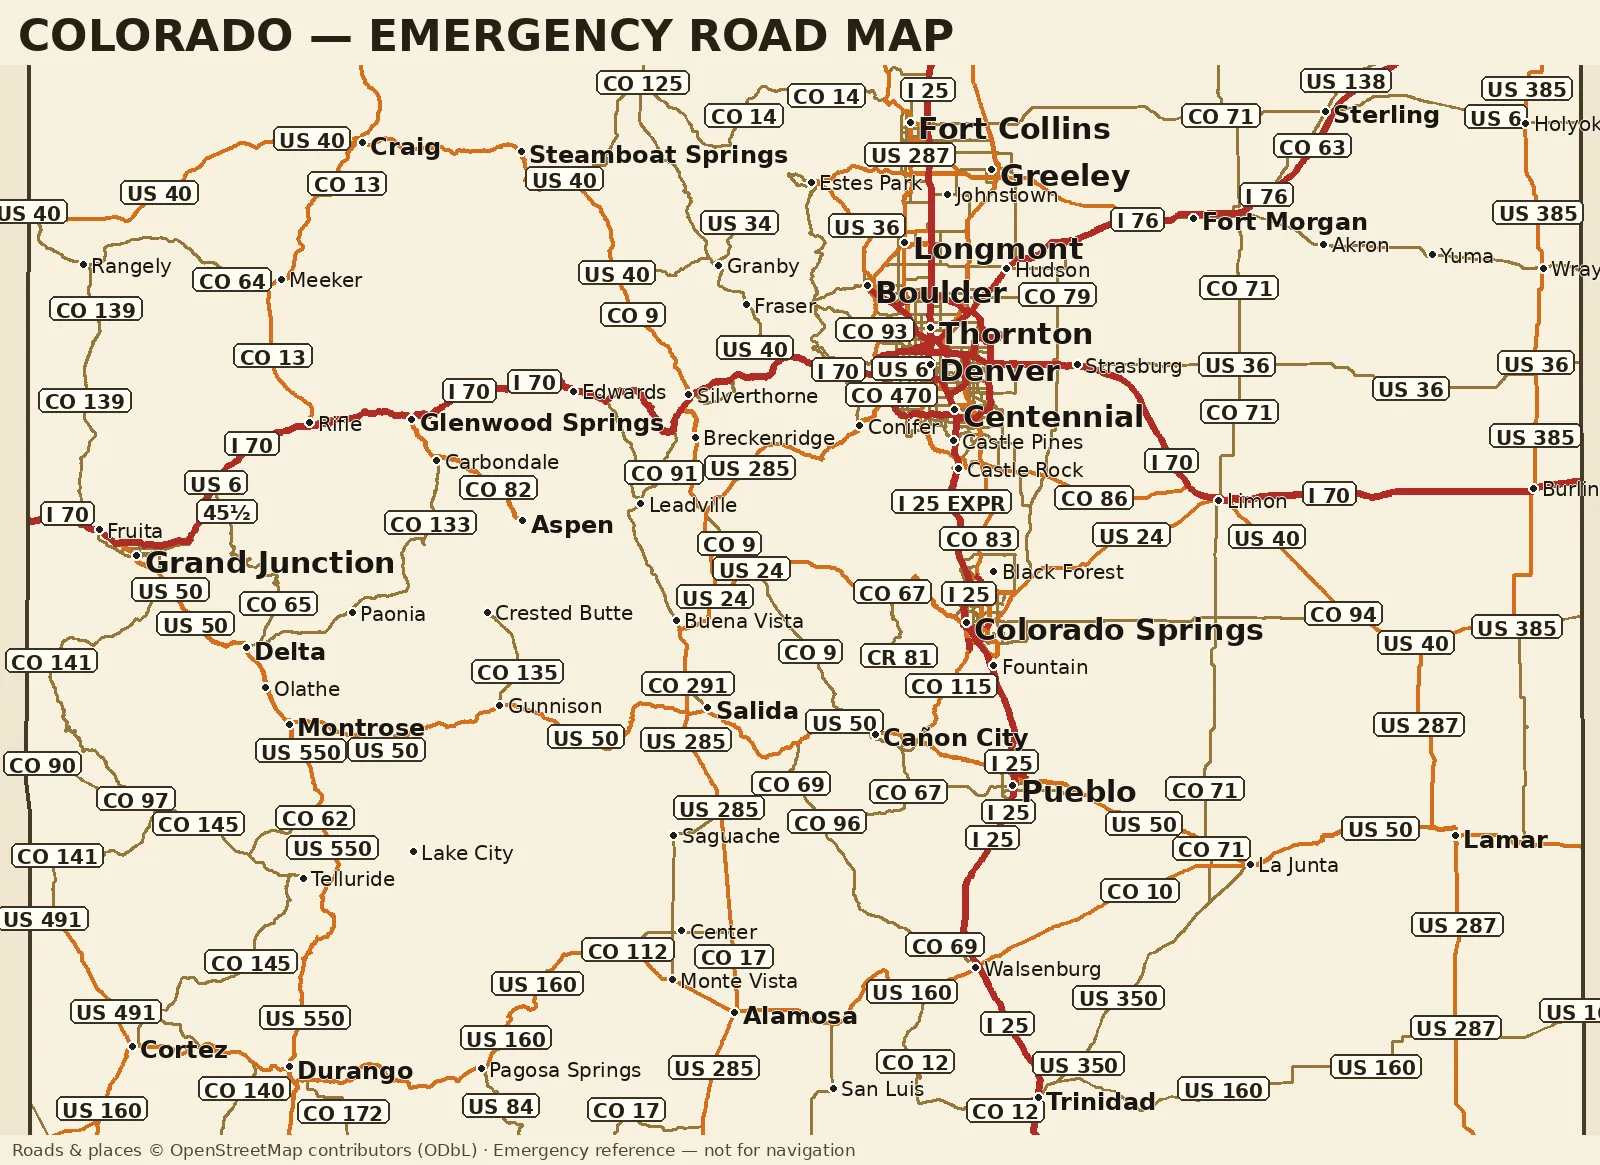 COLORADO — EMERGENCY ROAD MAP
CO 125
CO 14
CO 14
I 25
US 138
US 385
CO 71
Sterling
US 6
Holyok
Fort Collins
US 40
Craig
CO 63
Steamboat Springs
US 287
Greeley
US 40
CO 13
US 40
Estes Park
Johnstown
I 76
US 40
US 34
US 36
I 76
Fort Morgan
US 385
Longmont
Akron
Yuma
Rangely
Granby
Hudson
Wray
CO 64
Meeker
US 40
CO 71
Boulder
CO 79
CO 139
Fraser
CO 9
CO 93
Thornton
CO 13
US 40
US 36
US 36
I 70
US 6
Denver
Strasburg
I 70
I 70
Edwards
US 36
CO 139
Silverthorne
CO 470
CO 71
Rifle
Glenwood Springs
Centennial
Conifer
I 70
Breckenridge
Castle Pines
US 385
Carbondale
CO 91
US 285
Castle Rock
I 70
US 6
CO 82
Leadville
I 25 EXPR
CO 86
Limon
I 70
Burlin
I 70
45½
Fruita
CO 133
Aspen
US 24
US 40
CO 9
CO 83
Grand Junction
US 24
Black Forest
US 50
CO 65
US 24
CO 67
I 25
US 50
Paonia
Crested Butte
Buena Vista
CO 94
US 385
Colorado Springs
US 40
Delta
CO 9
CR 81
CO 141
CO 135
Fountain
Olathe
CO 291
CO 115
Gunnison
Salida
Montrose
US 50
US 50
US 285
Cañon City
US 287
US 550
US 50
CO 90
I 25
CO 69
CO 67
Pueblo
CO 71
CO 97
US 285
I 25
CO 145
CO 62
CO 96
US 50
US 50
I 25
Saguache
Lamar
US 550
CO 71
CO 141
Lake City
La Junta
Telluride
CO 10
US 491
US 287
Center
CO 69
CO 112
CO 17
CO 145
Walsenburg
Monte Vista
US 160
US 160
US 350
US 491
US 550
Alamosa
US 16
I 25
US 287
US 160
Cortez
CO 12
US 350
Durango
Pagosa Springs
US 285
US 160
CO 140
San Luis
US 160
US 160
CO 172
US 84
CO 17
CO 12
Trinidad
Roads & places © OpenStreetMap contributors (ODbL) · Emergency reference — not for navigation